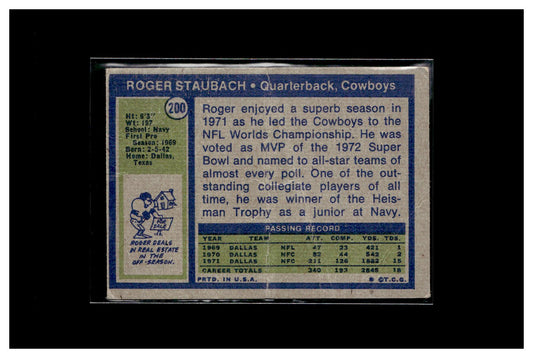 ROGER STAUBACH • Quarterback, Cowboys
200
Ht: 6'3"
Wt: 197
School: Navy
First Pro
Season: 1969
Born: 2-5-42
Home: Dallas,
Texas
Roger enjoyed a superb season in
1971 as he led the Cowboys to the
NFL Worlds Championship. He was
voted as MVP of the 1972 Super
Bowl and named to all-star teams of
almost every poll. One of the out-
standing collegiate players of all
time, he was winner of the Heis-
man Trophy as a junior at Navy.
FOR SALE
ROGER DEALS
IN REAL ESTATE
IN THE
OFF-SEASON.
PASSING RECORD
YEAR TEAM ATT. COMP. YDS. TDS.
1969 DALLAS NFL 47 23 421 1
1970 DALLAS NFC 82 44 542 2
1971 DALLAS NFC 211 126 1882 15
CAREER TOTALS 340 193 2845 18
PRTD. IN U.S.A. © T.C.G.